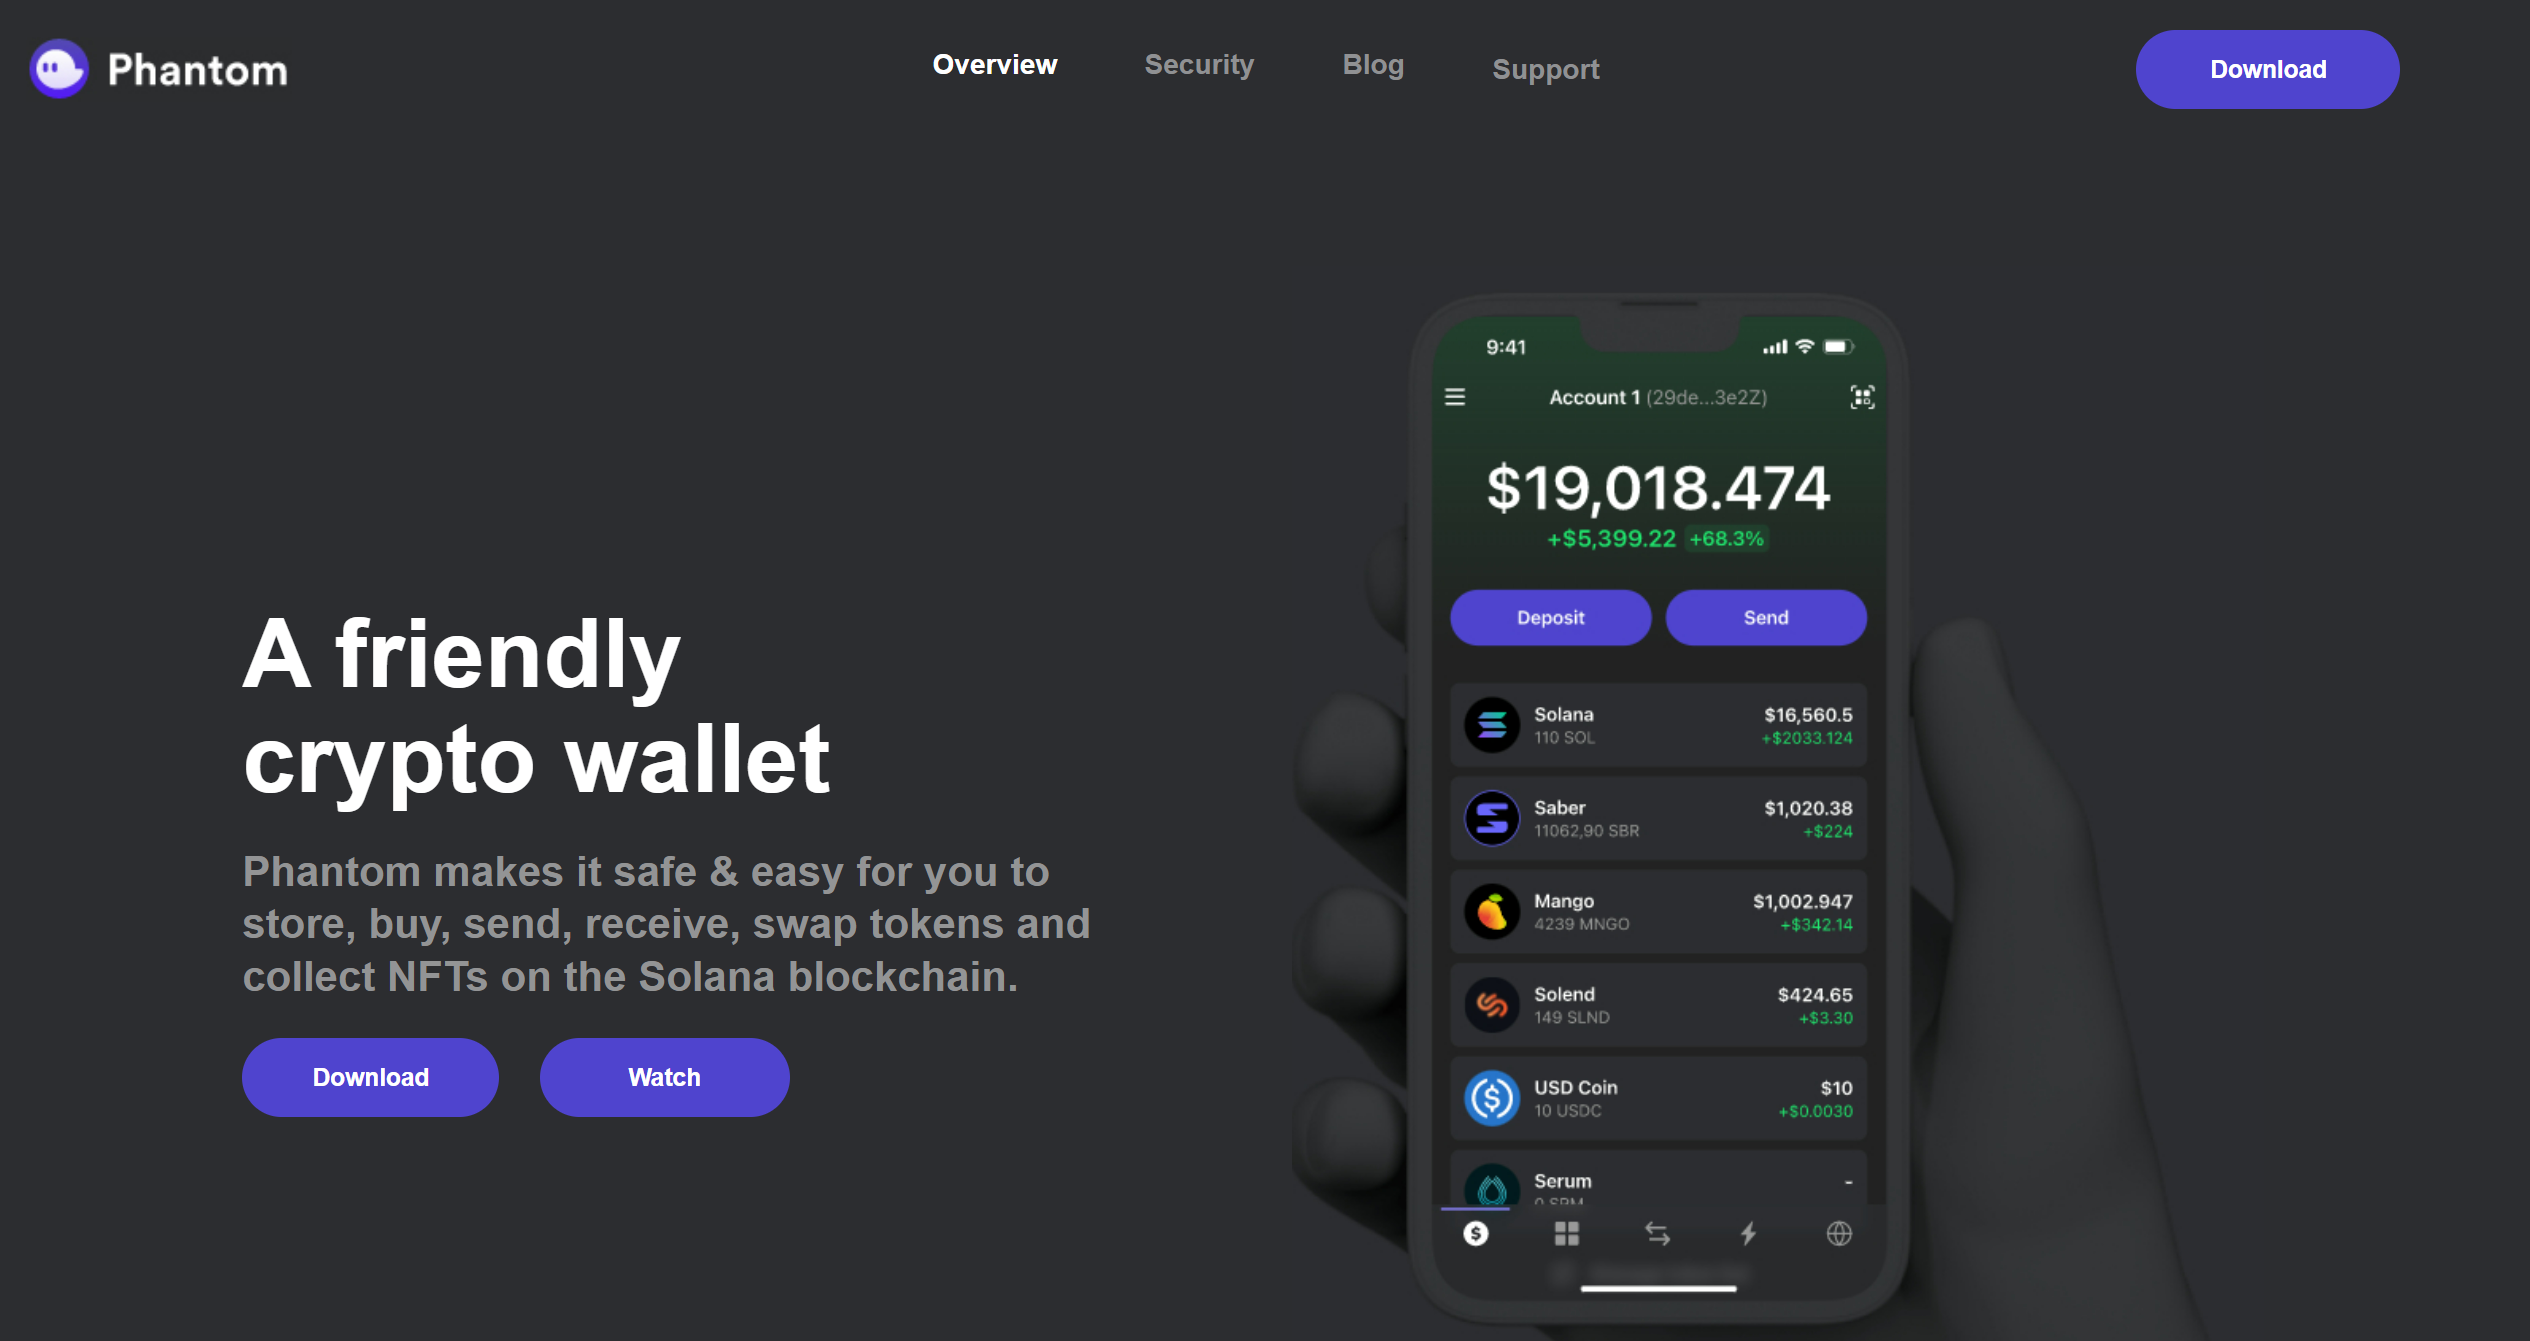 Phantom
Overview Security Blog Support
Download
A friendly
crypto wallet
Phantom makes it safe & easy for you to
store, buy, send, receive, swap tokens and
collect NFTs on the Solana blockchain.
Download Watch
9:41
Account 1 (29de...3e2Z)
$19,018.474
+$5,399.22 +68.3%
Deposit Send
Solana $16,560.5
110 SOL +$2033.124
Saber $1,020.38
11062,90 SBR +$224
Mango $1,002.947
4239 MNGO +$342.14
Solend $424.65
149 SLND +$3.30
USD Coin $10
10 USDC +$0.0030
Serum -
0 SRM